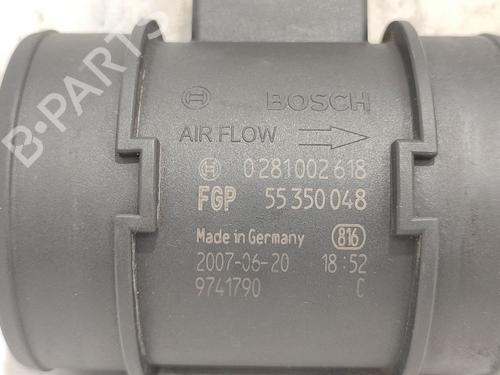 BOSCH
AIR FLOW
0 281 002 618
FGP 55 350 048
Made in Germany 816
2007-06-20 18:52
9741790 C
B-PARTS